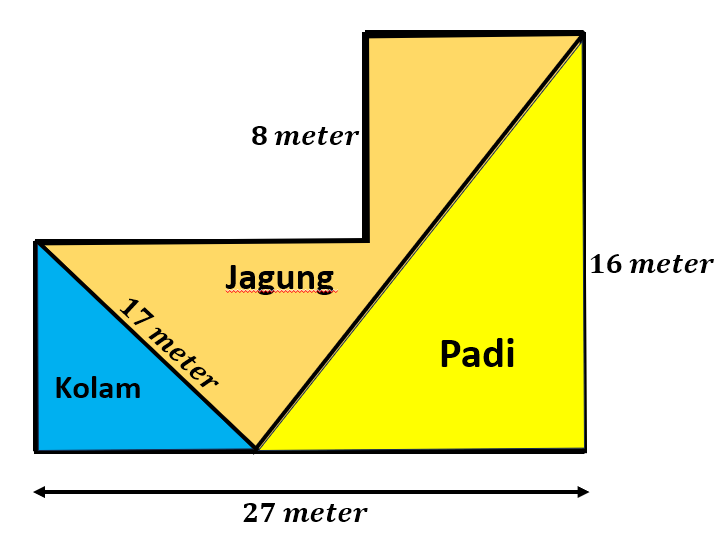 8 meter
16 meter
Jagung
17 meter
Padi
Kolam
27 meter